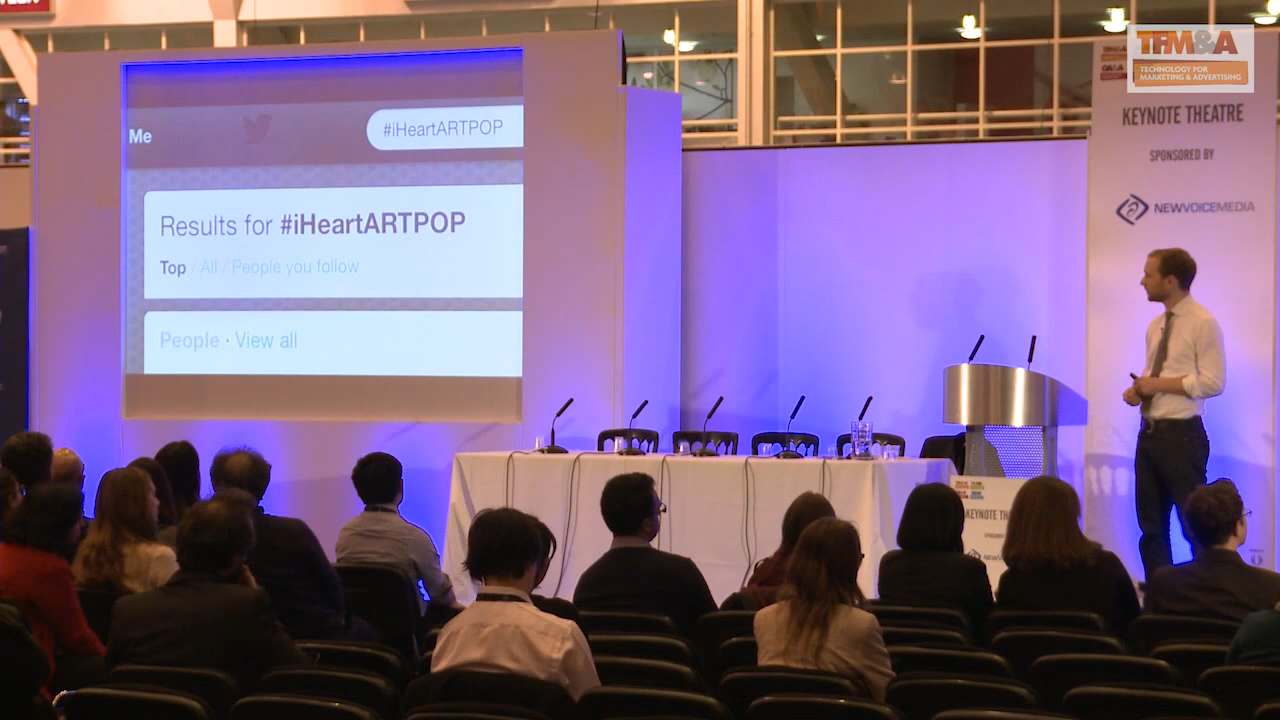 Me
#iHeartARTPOP
Results for #iHeartARTPOP
Top / All / People you follow
People · View all
TFM&A
TECHNOLOGY FOR
MARKETING & ADVERTISING
KEYNOTE THEATRE
SPONSORED BY
NEWVOICEMEDIA
KEYNOTE TH